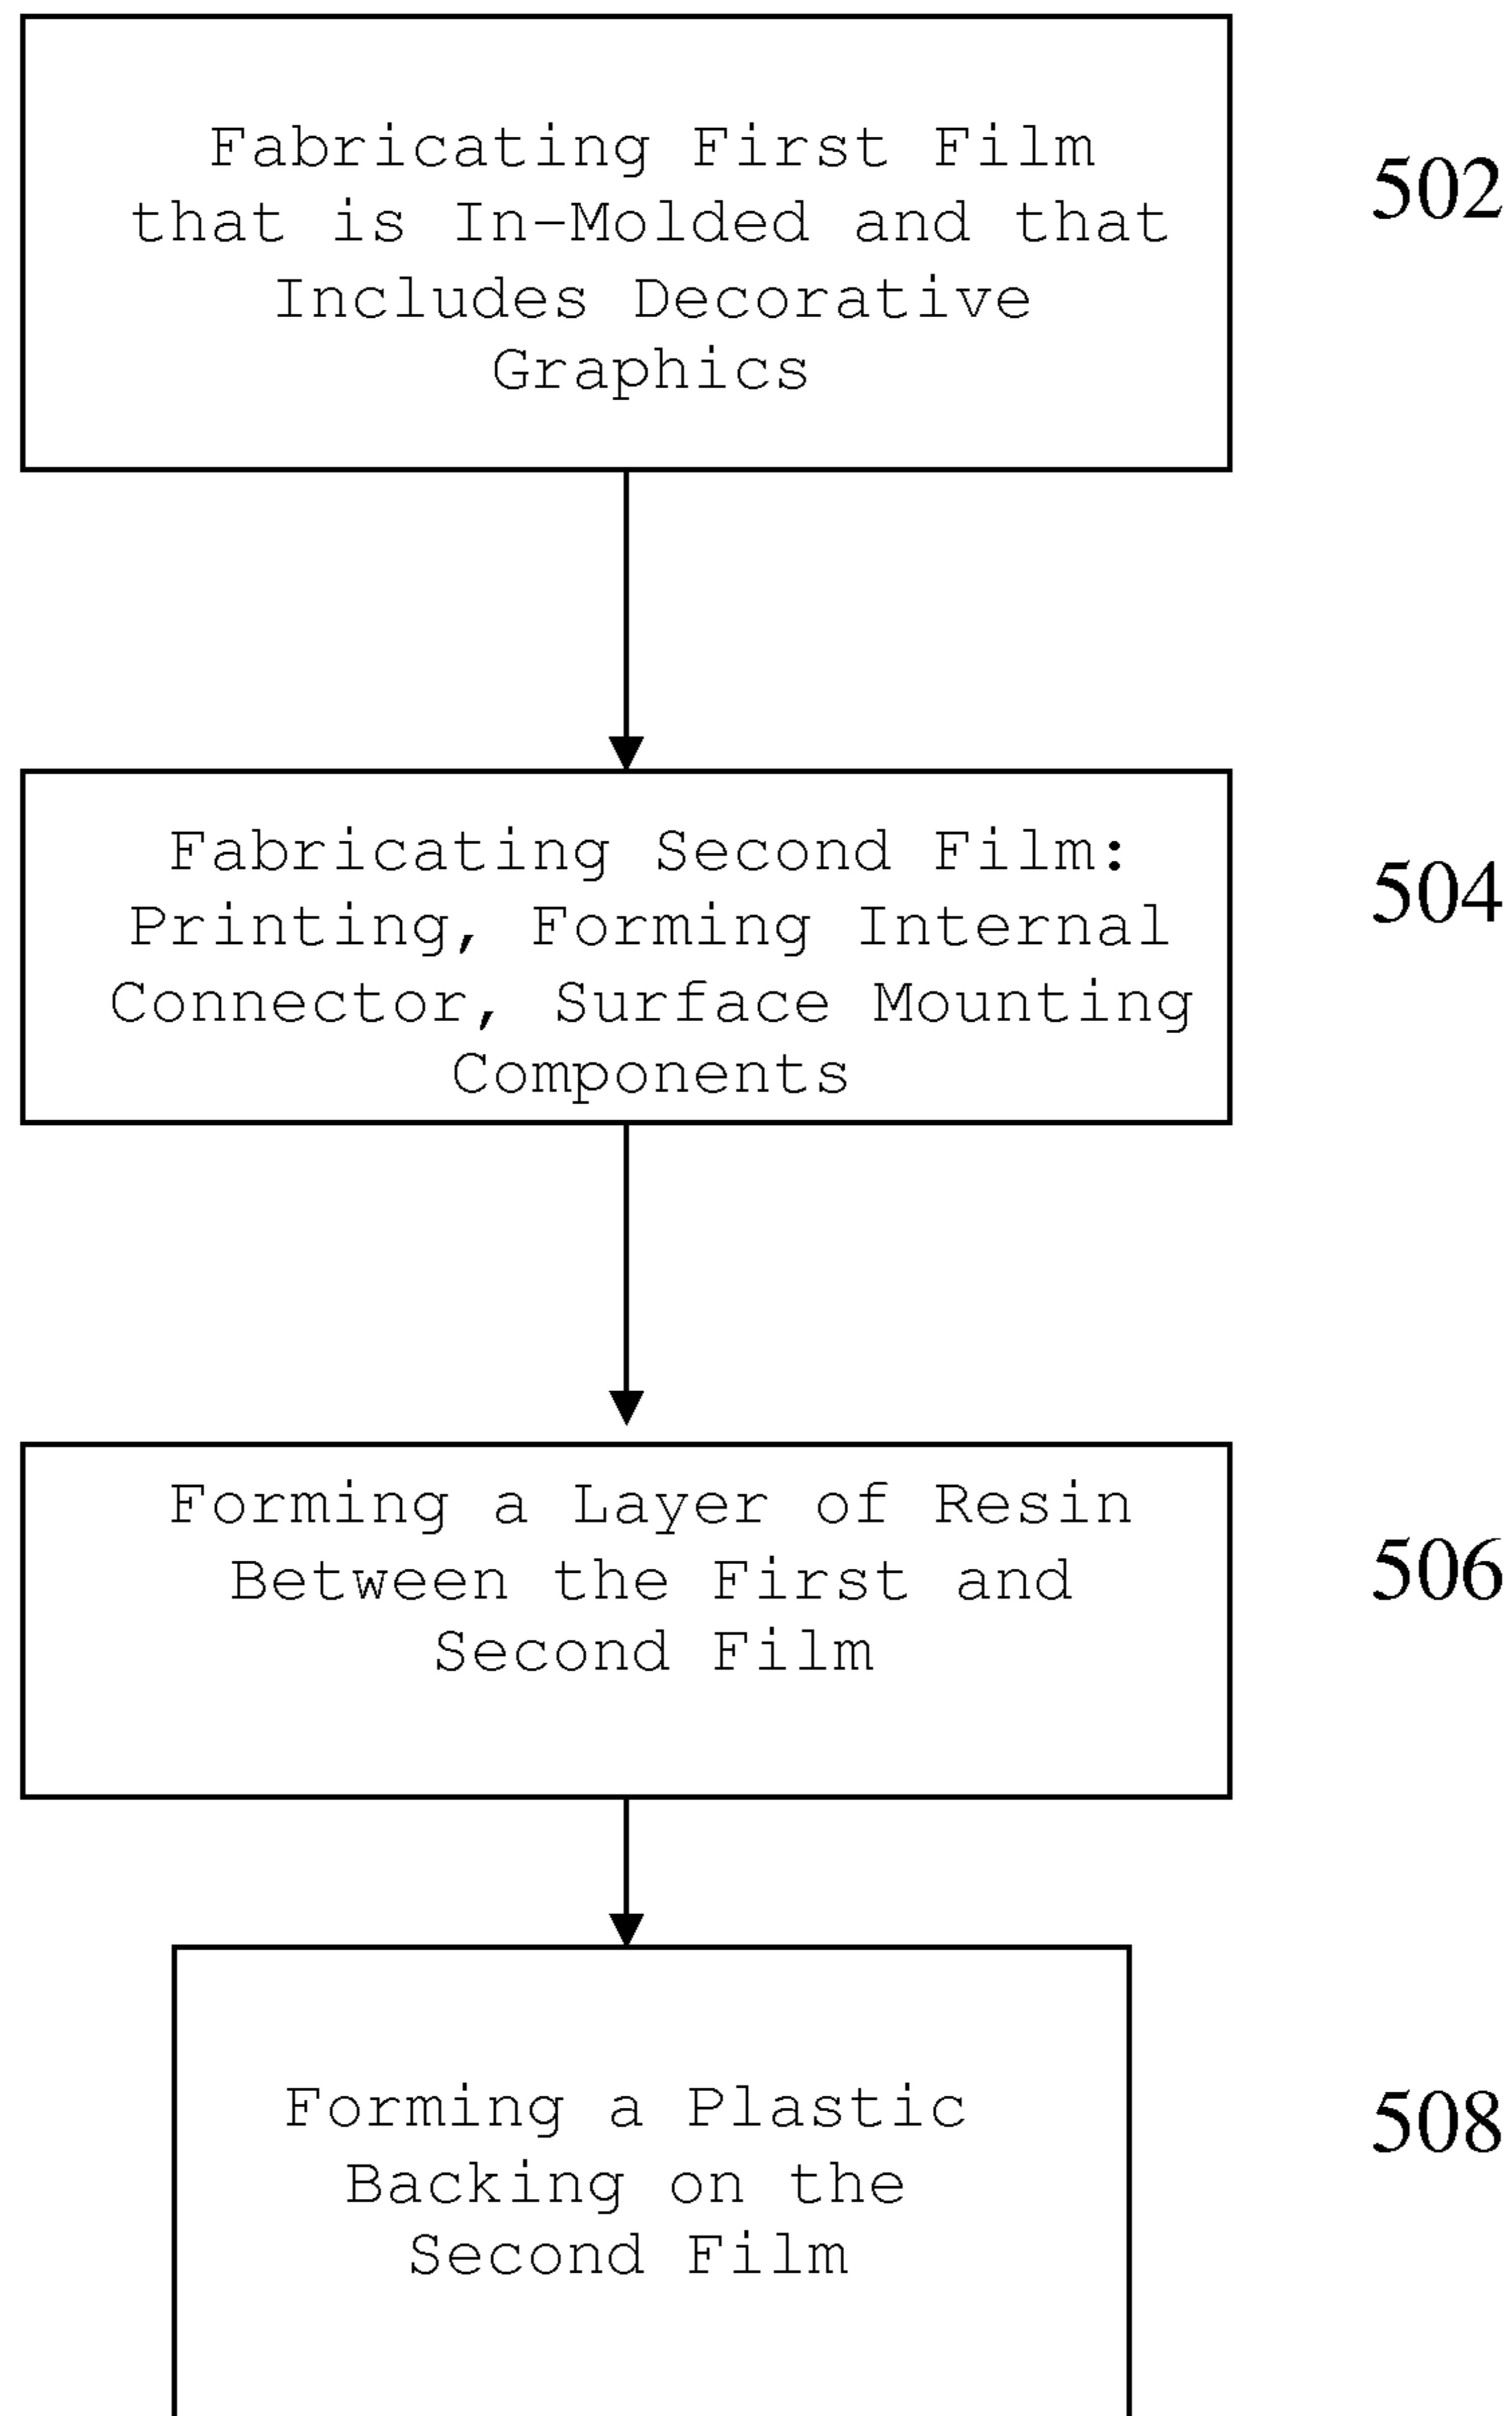 Fabricating First Film
that is In-Molded and that
Includes Decorative
Graphics
502
Fabricating Second Film:
Printing, Forming Internal
Connector, Surface Mounting
Components
504
Forming a Layer of Resin
Between the First and
Second Film
506
Forming a Plastic
Backing on the
Second Film
508